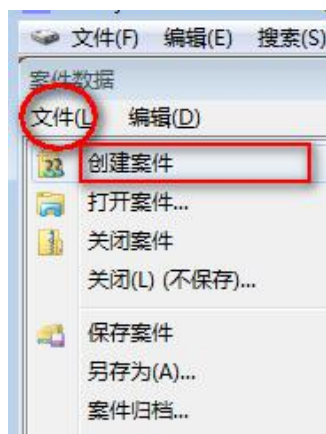 文件(F) 编辑(E) 搜索(S)
案件数据
文件(L) 编辑(D)
创建案件
打开案件...
关闭案件
关闭(L) (不保存)...
保存案件
另存为(A)...
案件归档...